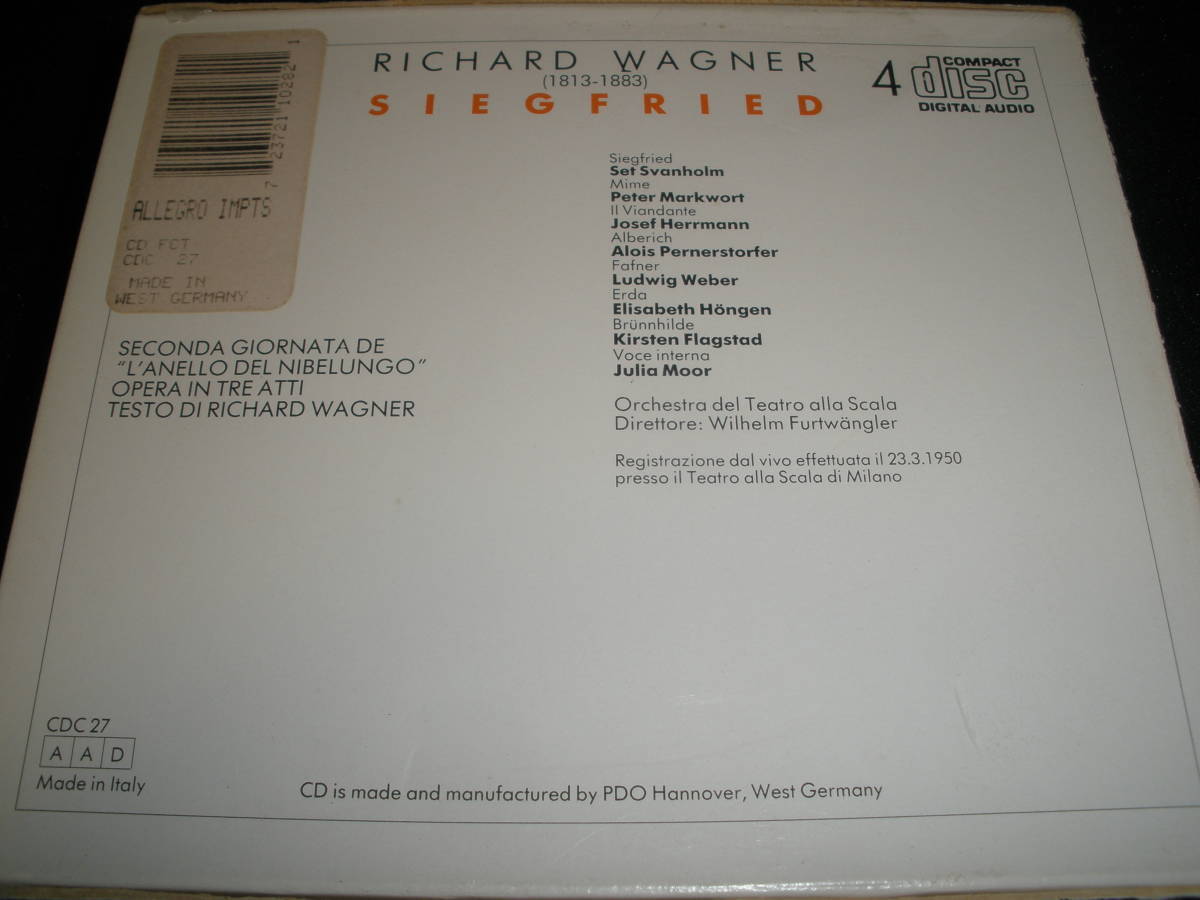 RICHARD WAGNER
(1813-1883)
SIEGFRIED
4
COMPACT
disc
DIGITAL AUDIO
7 23721 10282 1
ALLEGRO IMPTS
CD FCT
CDC 27
MADE IN
WEST GERMANY
SECONDA GIORNATA DE
"L'ANELLO DEL NIBELUNGO"
OPERA IN TRE ATTI
TESTO DI RICHARD WAGNER
Siegfried
Set Svanholm
Mime
Peter Markwort
Il Viandante
Josef Herrmann
Alberich
Alois Pernerstorfer
Fafner
Ludwig Weber
Erda
Elisabeth Höngen
Brünnhilde
Kirsten Flagstad
Voce interna
Julia Moor
Orchestra del Teatro alla Scala
Direttore: Wilhelm Furtwängler
Registrazione dal vivo effettuata il 23.3.1950
presso il Teatro alla Scala di Milano
CDC 27
A A D
Made in Italy
CD is made and manufactured by PDO Hannover, West Germany